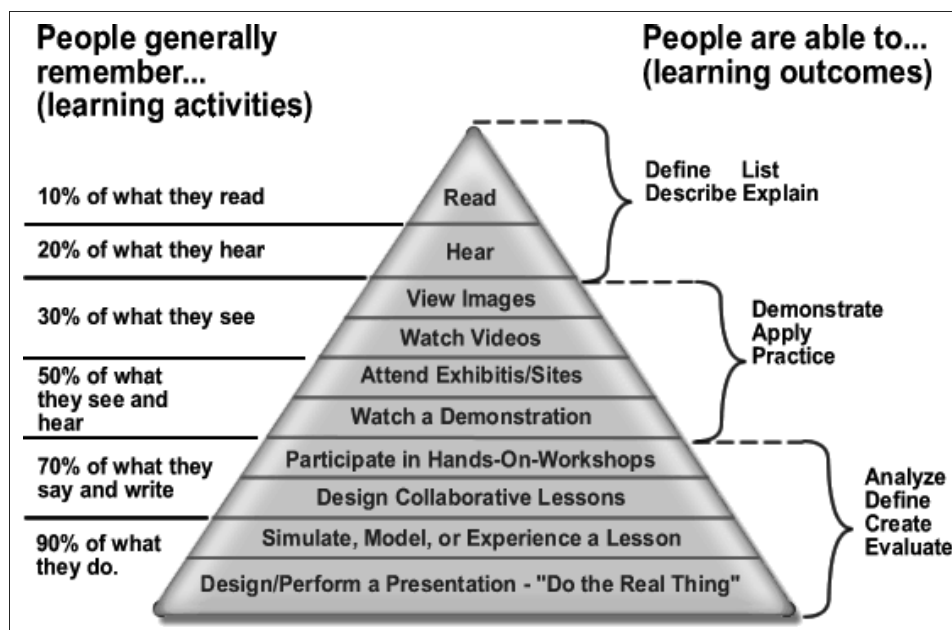 People generally
remember...
(learning activities)
People are able to...
(learning outcomes)
10% of what they read
20% of what they hear
30% of what they see
50% of what
they see and
hear
70% of what they
say and write
90% of what
they do.
Read
Hear
View Images
Watch Videos
Attend Exhibitis/Sites
Watch a Demonstration
Participate in Hands-On-Workshops
Design Collaborative Lessons
Simulate, Model, or Experience a Lesson
Design/Perform a Presentation - "Do the Real Thing"
Define List
Describe Explain
Demonstrate
Apply
Practice
Analyze
Define
Create
Evaluate